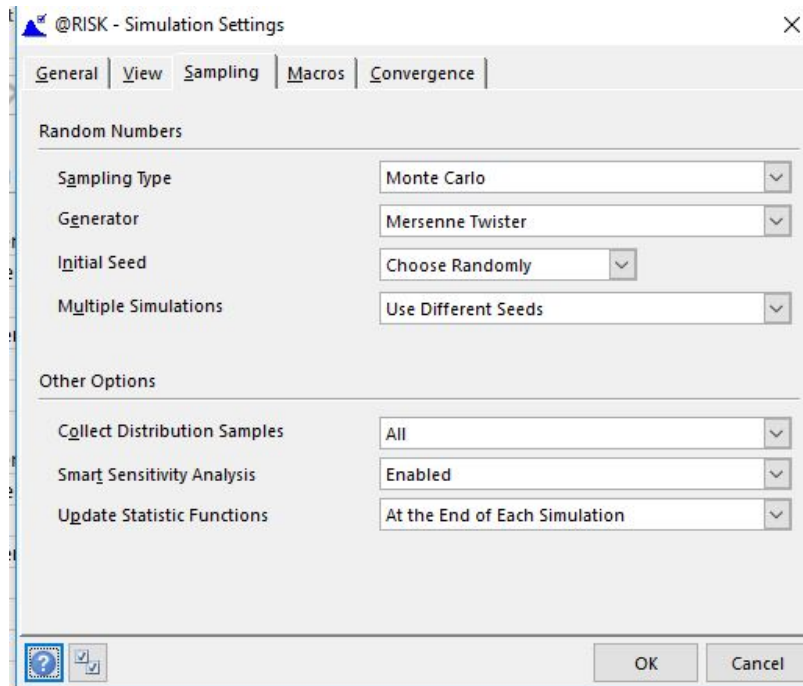 @RISK - Simulation Settings
General View Sampling Macros Convergence
Random Numbers
Sampling Type Monte Carlo
Generator Mersenne Twister
Initial Seed Choose Randomly
Multiple Simulations Use Different Seeds
Other Options
Collect Distribution Samples All
Smart Sensitivity Analysis Enabled
Update Statistic Functions At the End of Each Simulation
OK Cancel